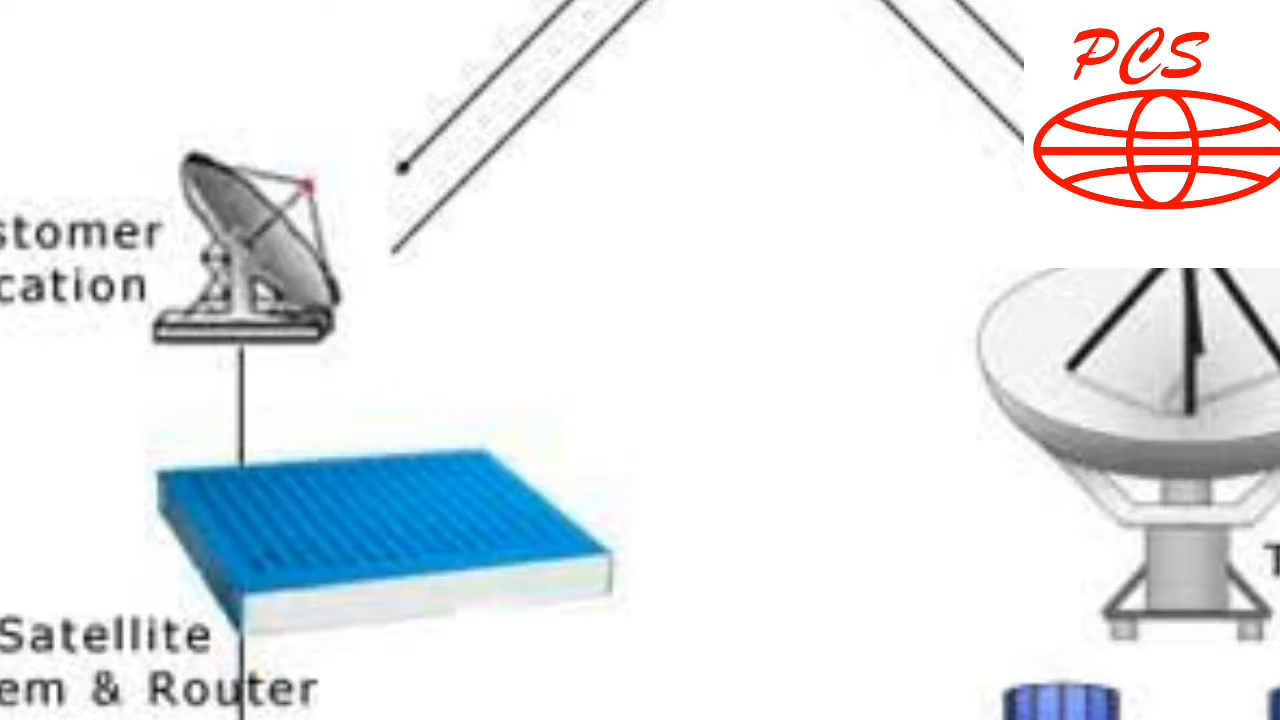 PCS
stomer
cation
T
Satellite
em & Router